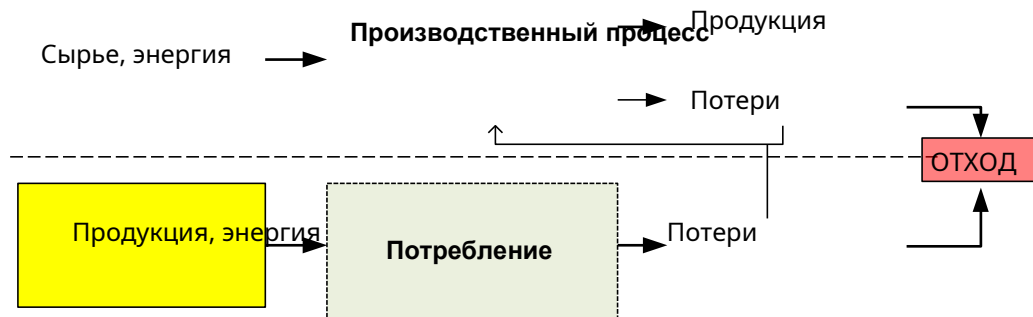 Сырье, энергия
Производственный процесс
Продукция
Потери
ОТХОД
Продукция, энергия
Потребление
Потери